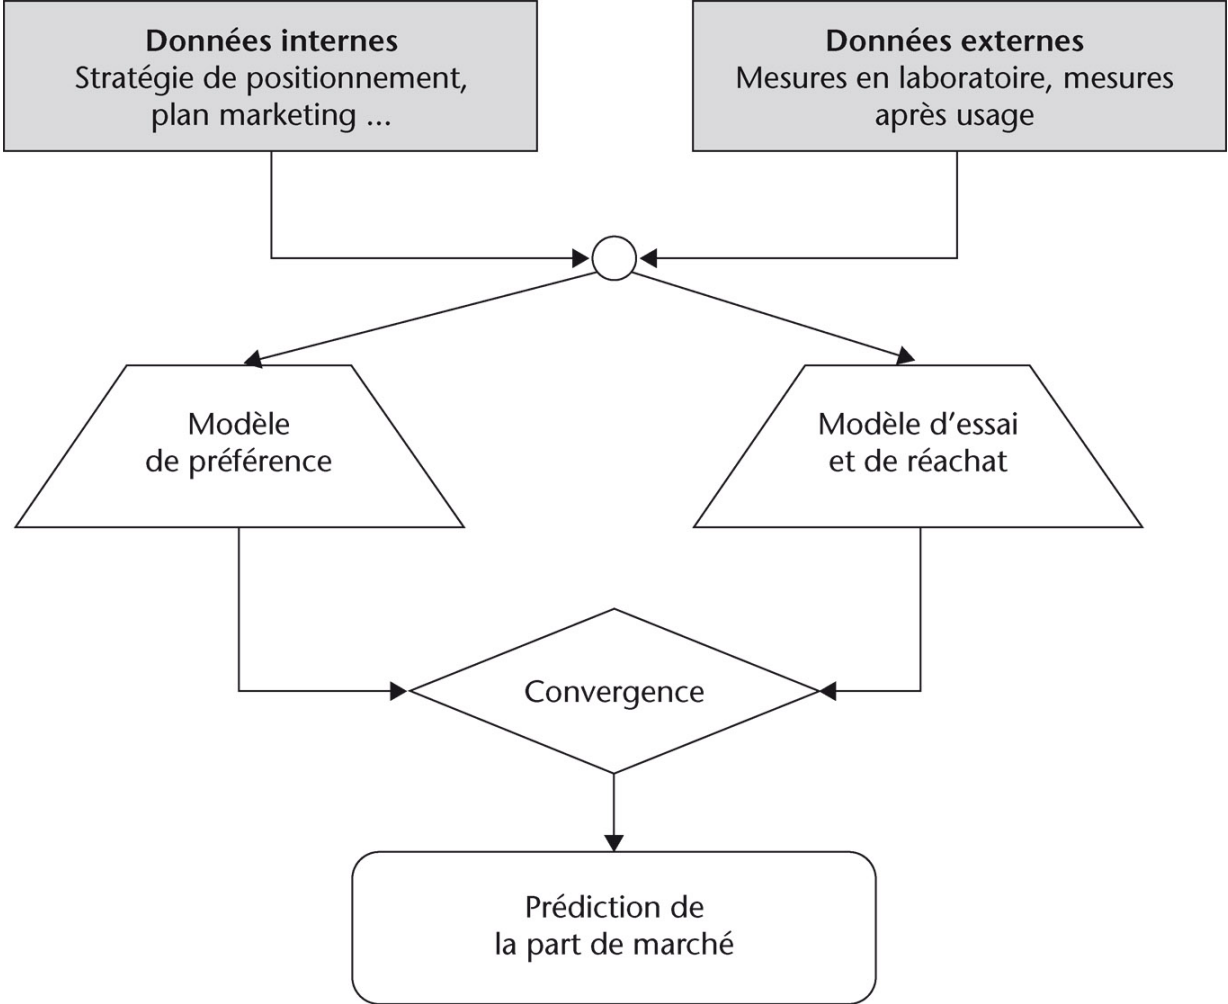 Données internes
Stratégie de positionnement,
plan marketing ...
Données externes
Mesures en laboratoire, mesures
après usage
Modèle
de préférence
Modèle d’essai
et de réachat
Convergence
Prédiction de
la part de marché